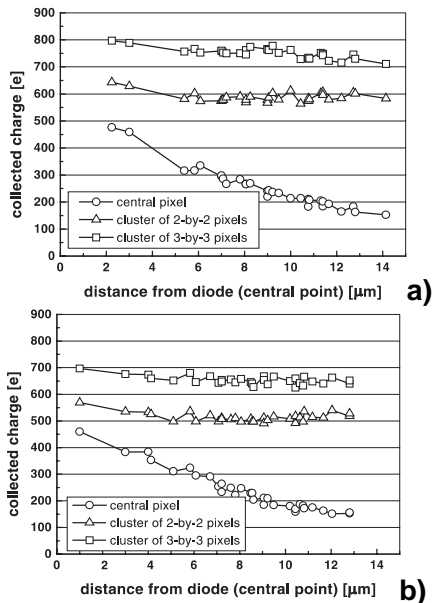 900
800
700
600
500
400
300
200
100
0
collected charge [e]
central pixel
cluster of 2-by-2 pixels
cluster of 3-by-3 pixels
0 2 4 6 8 10 12 14 16
distance from diode (central point) [μm]
a)
900
800
700
600
500
400
300
200
100
0
collected charge [e]
central pixel
cluster of 2-by-2 pixels
cluster of 3-by-3 pixels
0 2 4 6 8 10 12 14 16
distance from diode (central point) [μm]
b)